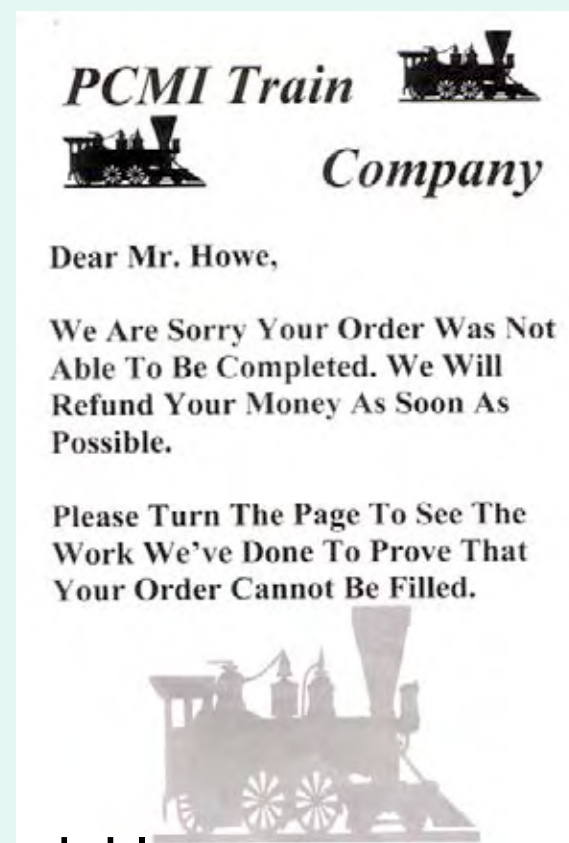 PCMI Train
Company
Dear Mr. Howe,
We Are Sorry Your Order Was Not
Able To Be Completed. We Will
Refund Your Money As Soon As
Possible.
Please Turn The Page To See The
Work We've Done To Prove That
Your Order Cannot Be Filled.